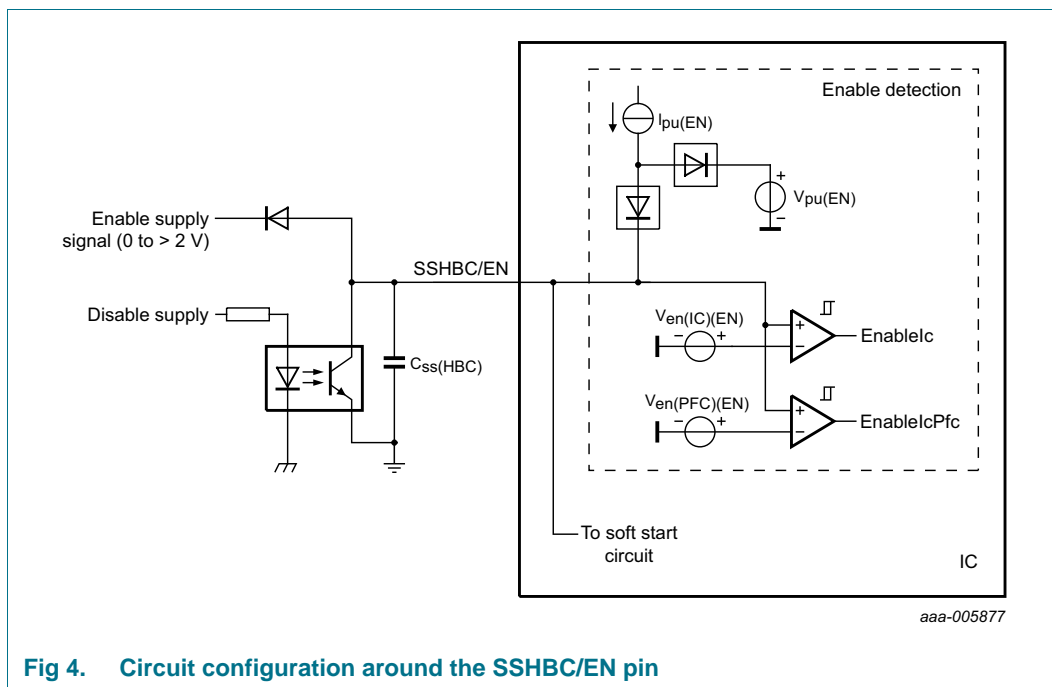 Enable detection
Ipu(EN)
+
Vpu(EN)
−
Enable supply
signal (0 to > 2 V)
SSHBC/EN
Disable supply
Css(HBC)
Ven(IC)(EN)
− +
+
−
EnableIc
Ven(PFC)(EN)
− +
+
−
EnableIcPfc
To soft start
circuit
IC
aaa-005877
Fig 4. Circuit configuration around the SSHBC/EN pin